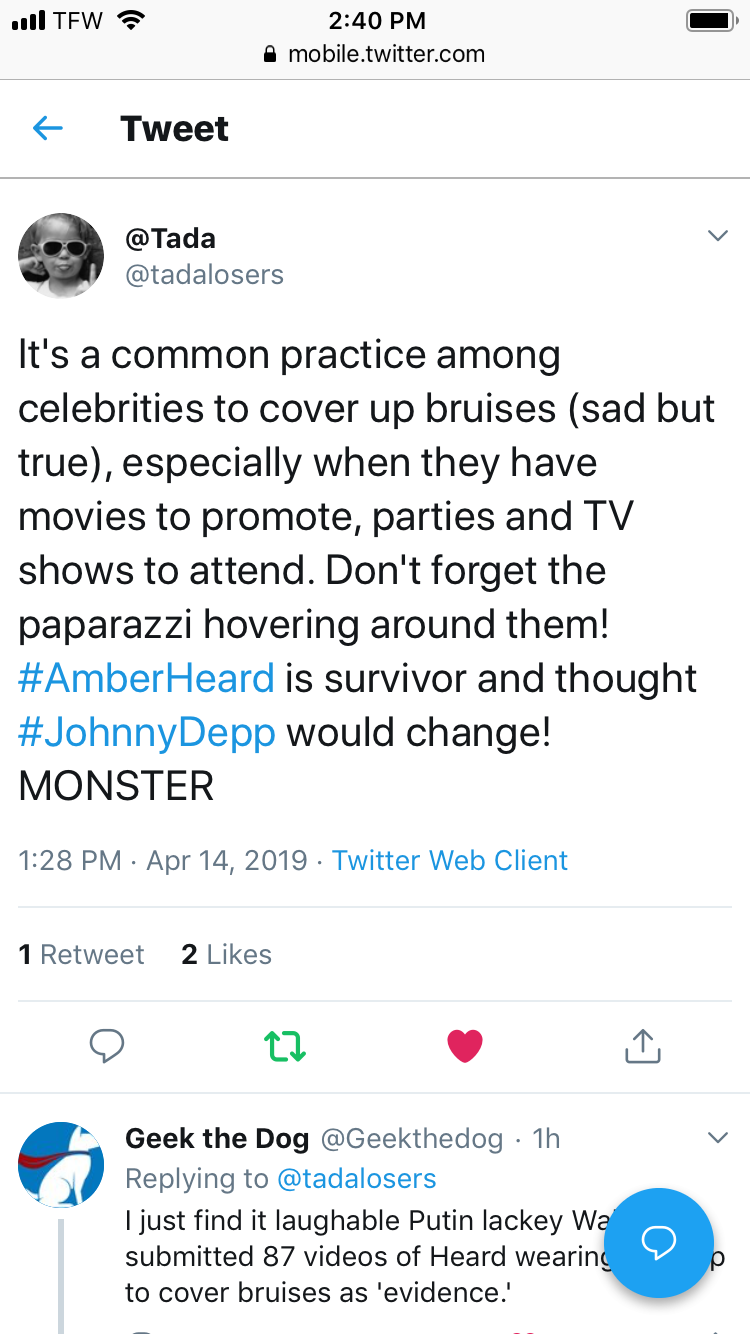 TFW
2:40 PM
mobile.twitter.com
Tweet
@Tada
@tadalosers
It's a common practice among
celebrities to cover up bruises (sad but
true), especially when they have
movies to promote, parties and TV
shows to attend. Don't forget the
paparazzi hovering around them!
#AmberHeard is survivor and thought
#JohnnyDepp would change!
MONSTER
1:28 PM · Apr 14, 2019 · Twitter Web Client
1 Retweet 2 Likes
Geek the Dog @Geekthedog · 1h
Replying to @tadalosers
I just find it laughable Putin lackey
submitted 87 videos of Heard
to cover bruises as 'evidence.'